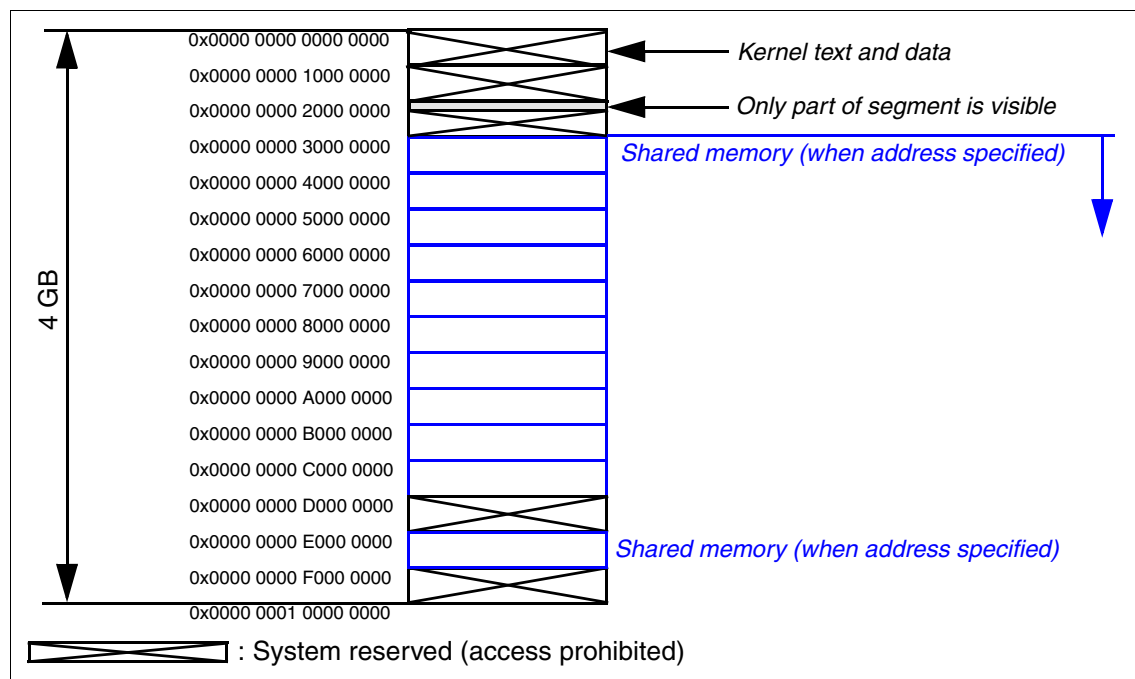 0x0000 0000 0000 0000
Kernel text and data
0x0000 0000 1000 0000
0x0000 0000 2000 0000
Only part of segment is visible
0x0000 0000 3000 0000
Shared memory (when address specified)
0x0000 0000 4000 0000
0x0000 0000 5000 0000
0x0000 0000 6000 0000
0x0000 0000 7000 0000
4 GB
0x0000 0000 8000 0000
0x0000 0000 9000 0000
0x0000 0000 A000 0000
0x0000 0000 B000 0000
0x0000 0000 C000 0000
0x0000 0000 D000 0000
0x0000 0000 E000 0000
Shared memory (when address specified)
0x0000 0000 F000 0000
0x0000 0001 0000 0000
: System reserved (access prohibited)